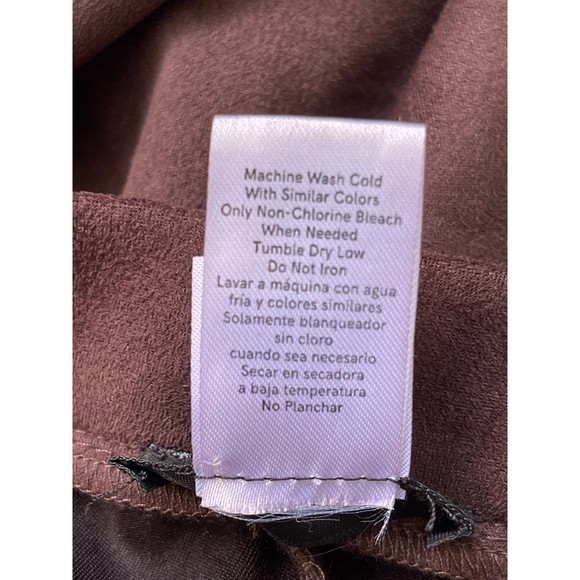 Machine Wash Cold
With Similar Colors
Only Non-Chlorine Bleach
When Needed
Tumble Dry Low
Do Not Iron
Lavar a máquina con agua
fría y colores similares
Solamente blanqueador
sin cloro
cuando sea necesario
Secar en secadora
a baja temperatura
No Planchar